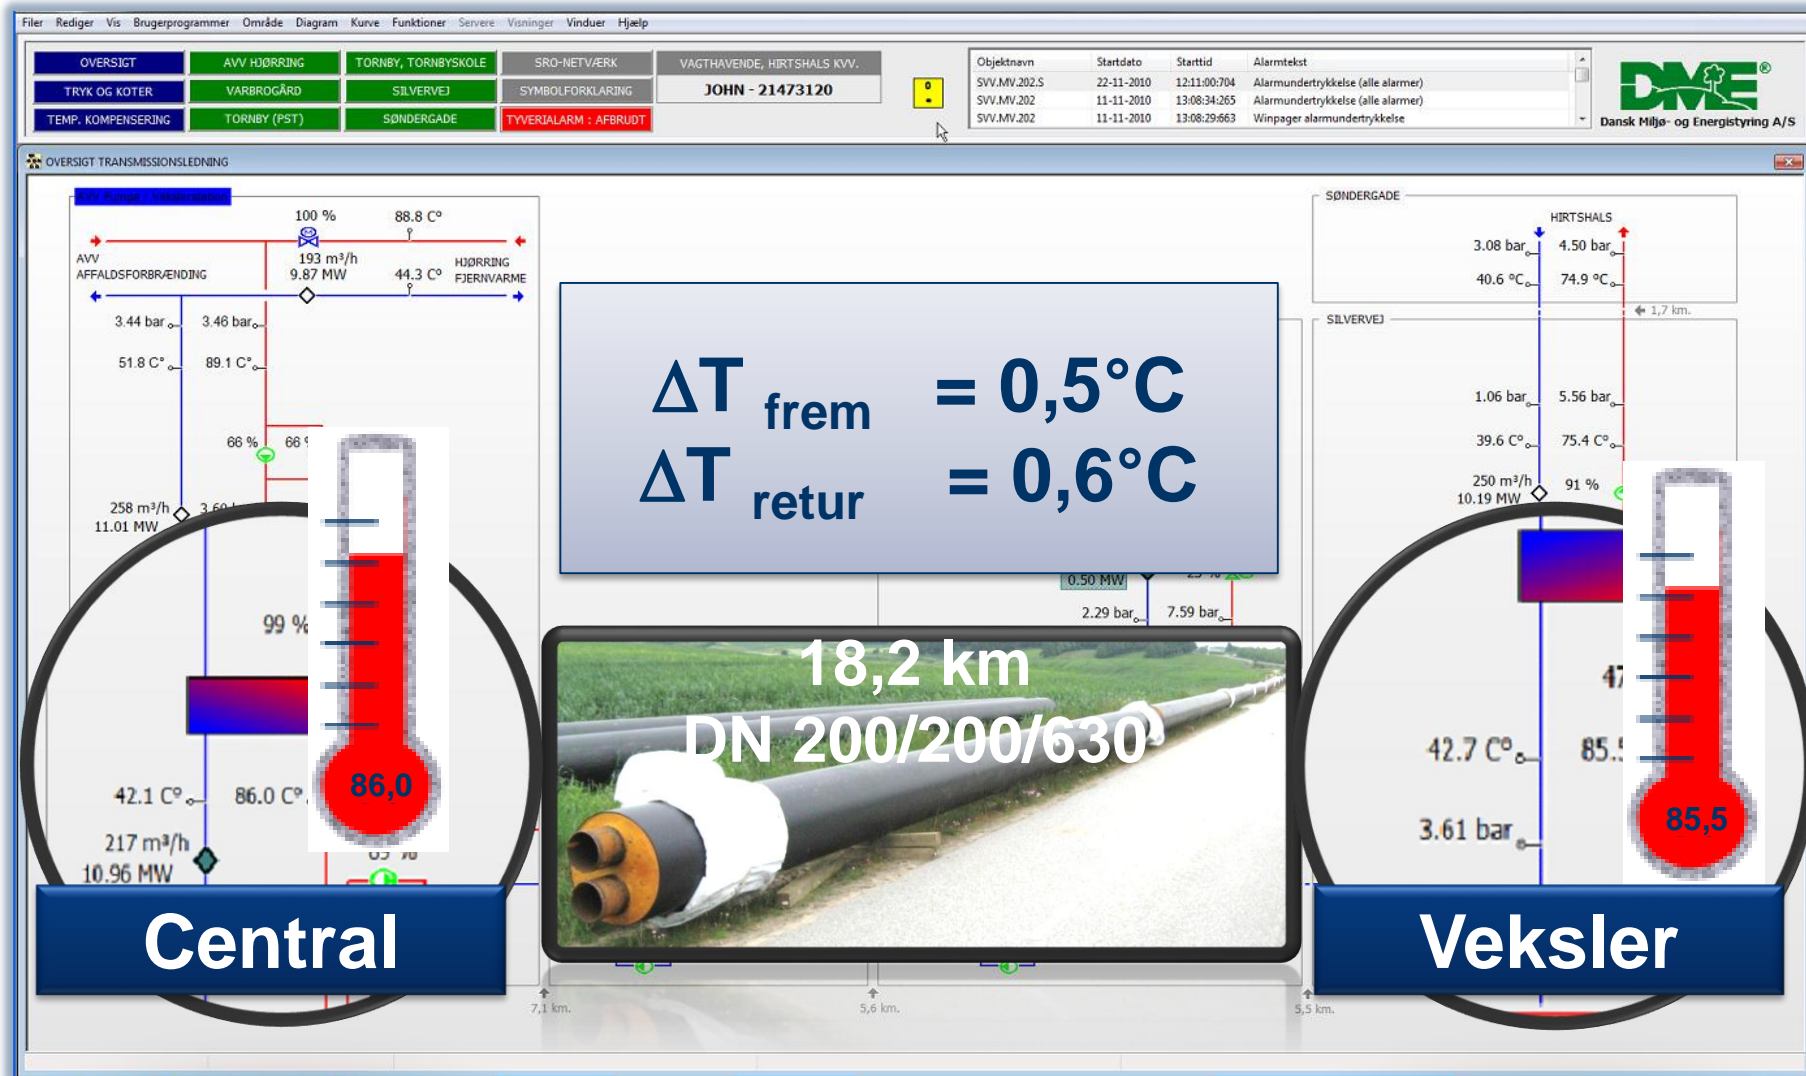 Filer Rediger Vis Brugerprogrammer Område Diagram Kurve Funktioner Servere Visninger Vinduer Hjælp
OVERSIGT AVV HJØRRING TORNBY, TORNBYSKOLE SRO-NETVÆRK VAGTHAVENDE, HIRTSHALS KVV.
TRYK OG KOTER VARBROGÅRD SILVERVEJ SYMBOLFORKLARING JOHN - 21473120
TEMP. KOMPENSERING TORNBY (PST) SØNDERGADE TYVERIALARM : AFBRUDT
Objektnavn Startdato Starttid Alarmtekst
SVV.MV.202.S 22-11-2010 12:11:00:704 Alarmundertrykkelse (alle alarmer)
SVV.MV.202 11-11-2010 13:08:34:265 Alarmundertrykkelse (alle alarmer)
SVV.MV.202 11-11-2010 13:08:29:663 Winpager alarmundertrykkelse
DME®
Dansk Miljø- og Energistyring A/S
OVERSIGT TRANSMISSIONSLEDNING
100 % 88.8 C°
AVV
AFFALDSFORBRÆNDING
193 m³/h
9.87 MW 44.3 C°
HJØRRING
FJERNVARME
3.44 bar 3.46 bar
51.8 C° 89.1 C°
66 % 66
258 m³/h
11.01 MW
99 %
42.1 C° 86.0 C°
86,0
217 m³/h
10.96 MW
Central
ΔT frem = 0,5°C
ΔT retur = 0,6°C
0.50 MW
2.29 bar 7.59 bar
18,2 km
DN 200/200/630
7,1 km. 5,6 km. 5,5 km.
SØNDERGADE
HIRTSHALS
3.08 bar 4.50 bar
40.6 °C 74.9 °C
1,7 km.
SILVERVEJ
1.06 bar 5.56 bar
39.6 C° 75.4 C°
250 m³/h 91 %
10.19 MW
47
42.7 C° 85.5
85,5
3.61 bar
Veksler